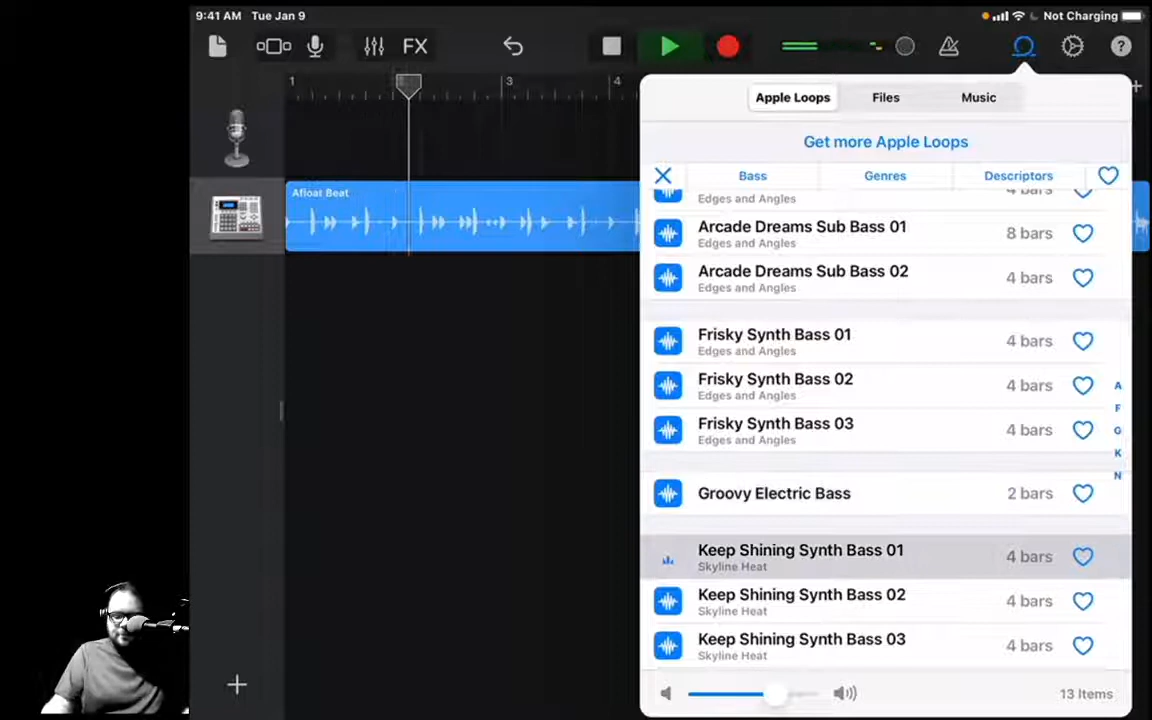 9:41 AM Tue Jan 9
Not Charging
FX
1
3
4
Afloat Beat
Apple Loops
Files
Music
Get more Apple Loops
Bass
Genres
Descriptors
Edges and Angles
4 bars
Arcade Dreams Sub Bass 01
Edges and Angles
8 bars
Arcade Dreams Sub Bass 02
Edges and Angles
4 bars
Frisky Synth Bass 01
Edges and Angles
4 bars
Frisky Synth Bass 02
Edges and Angles
4 bars
Frisky Synth Bass 03
Edges and Angles
4 bars
Groovy Electric Bass
2 bars
Keep Shining Synth Bass 01
Skyline Heat
4 bars
Keep Shining Synth Bass 02
Skyline Heat
4 bars
Keep Shining Synth Bass 03
Skyline Heat
4 bars
A
F
G
K
N
13 Items